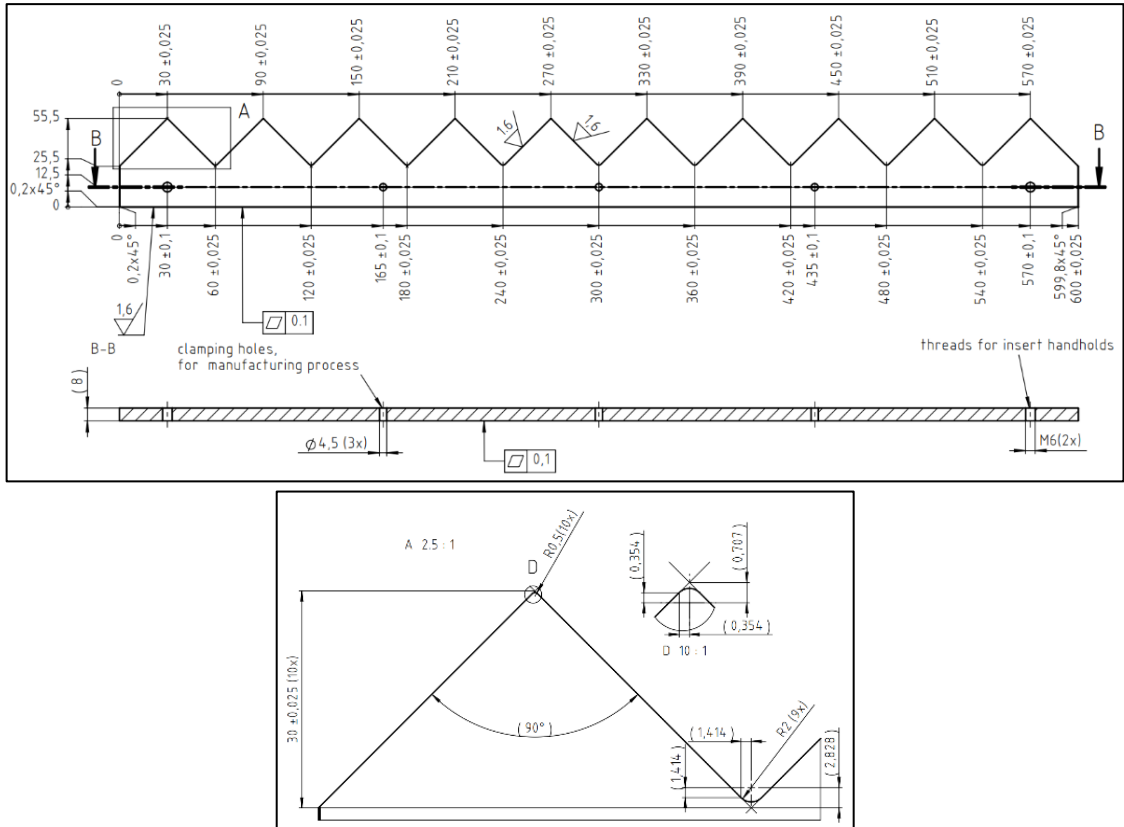 0
30 ±0,025
90 ±0,025
150 ±0,025
210 ±0,025
270 ±0,025
330 ±0,025
390 ±0,025
450 ±0,025
510 ±0,025
570 ±0,025
A
1.6
1.6
55,5
B
B
25,5
12,5
0,2x45°
0
0
0,2x45°
30 ±0,1
60 ±0,025
120 ±0,025
165 ±0,1
180 ±0,025
240 ±0,025
300 ±0,025
360 ±0,025
420 ±0,025
435 ±0,1
480 ±0,025
540 ±0,025
570 ±0,1
599,8x45°
600 ±0,025
1,6
0.1
B-B
clamping holes,
for manufacturing process
threads for insert handholds
(8)
Ø4,5 (3x)
0,1
M6(2x)
A 2.5 : 1
D
R0,5(10x)
(0,354)
(0,707)
(0,354)
D 10 : 1
30 ±0,025 (10x)
(90°)
(1,414)
(1,414)
R2 (9x)
(2,828)